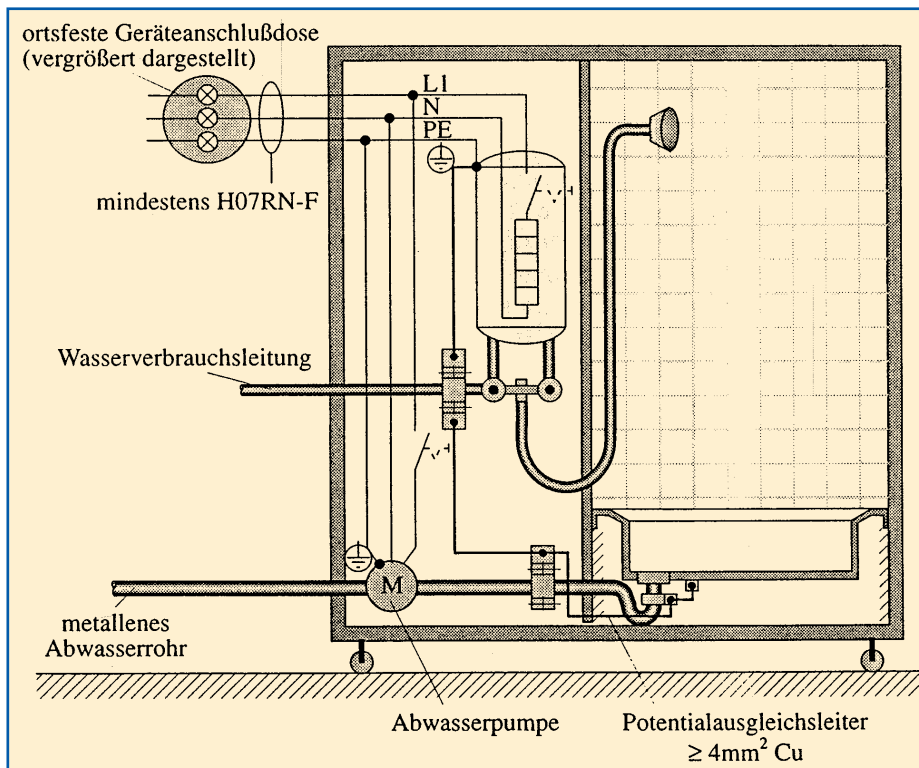 ortsfeste Geräteanschlußdose
(vergrößert dargestellt)
L1
N
PE
mindestens H07RN-F
Wasserverbrauchsleitung
M
metallenes
Abwasserrohr
Abwasserpumpe
Potentialausgleichsleiter
≥ 4mm² Cu